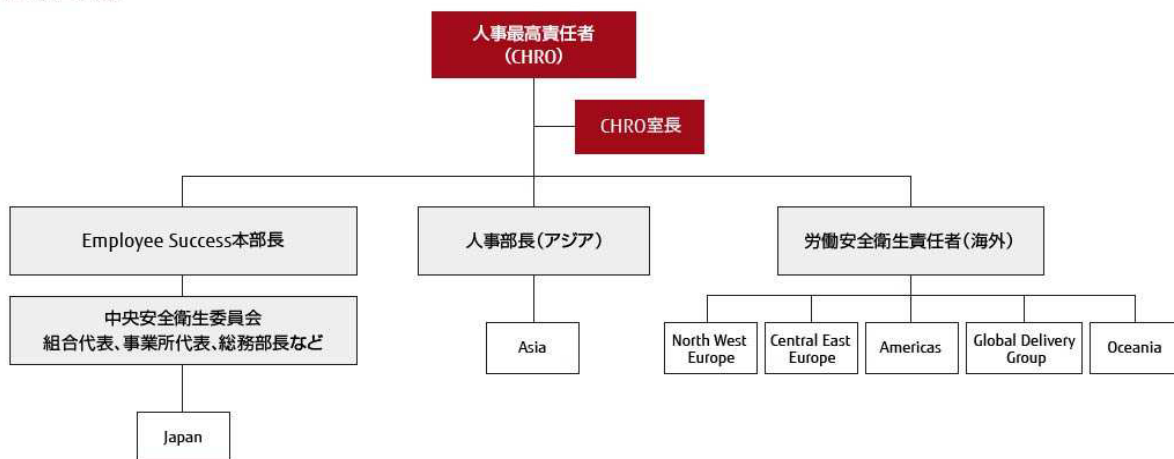 人事最高責任者
(CHRO)
CHRO室長
Employee Success本部長
人事部長(アジア)
労働安全衛生責任者(海外)
中央安全衛生委員会
組合代表、事業所代表、総務部長など
Asia
North West
Europe
Central East
Europe
Americas
Global Delivery
Group
Oceania
Japan